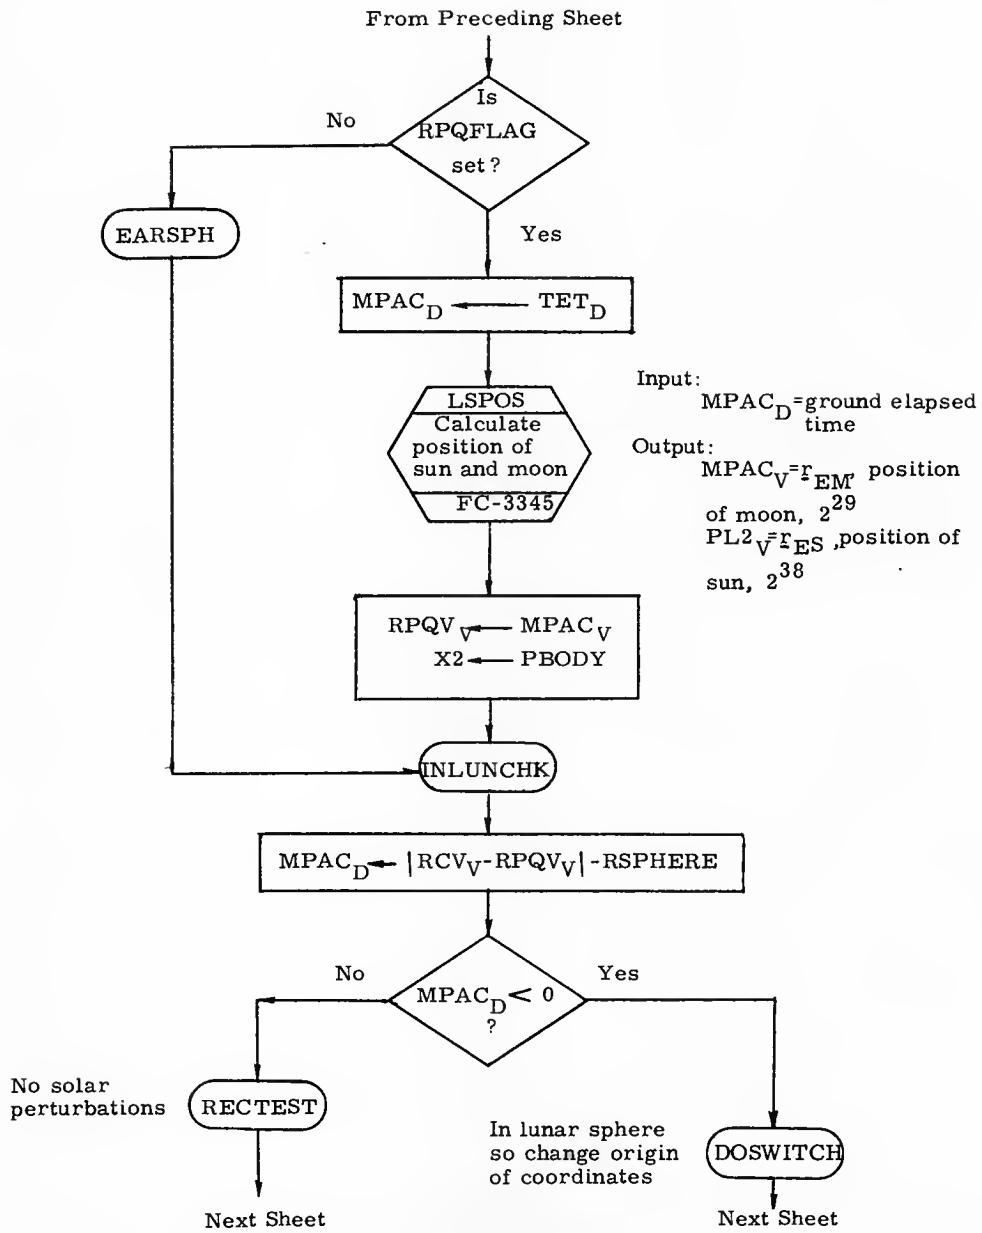 From Preceding Sheet
Is
RPQFLAG
set?
No
Yes
EARSPH
MPAC_D ← TET_D
LSPOS
Calculate
position of
sun and moon
FC-3345
Input:
MPAC_D=ground elapsed
time
Output:
MPAC_V=r_EM, position
of moon, 2^29
PL2_V=r_ES, position of
sun, 2^38
RPQV_V ← MPAC_V
X2 ← PBODY
INLUNCHK
MPAC_D ← |RCV_V-RPQV_V|-RSPHERE
No
Yes
MPAC_D < 0
?
No solar
perturbations
RECTEST
In lunar sphere
so change origin
of coordinates
DOSWITCH
Next Sheet
Next Sheet